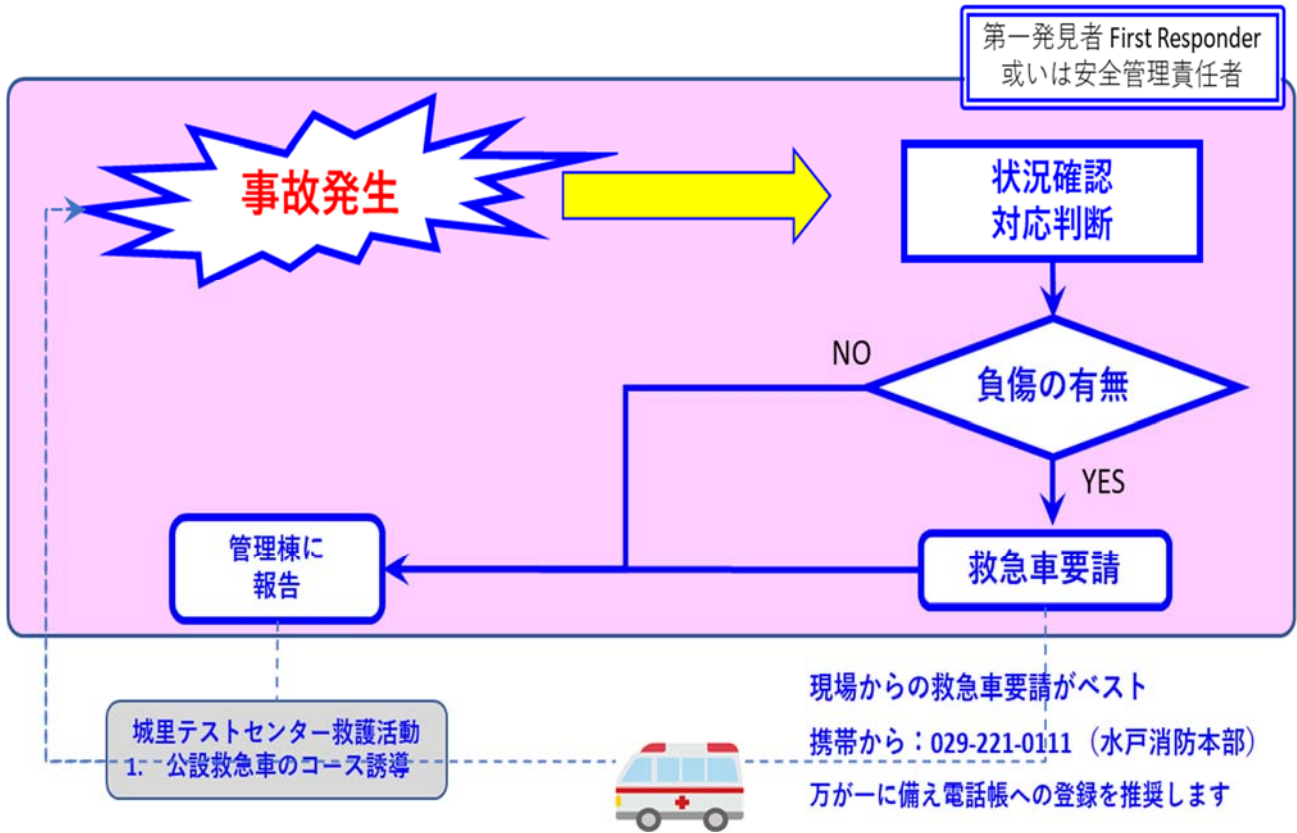 第一発見者 First Responder
或いは安全管理責任者
事故発生
状況確認
対応判断
負傷の有無
NO
YES
救急車要請
管理棟に
報告
城里テストセンター救護活動
1. 公設救急車のコース誘導
現場からの救急車要請がベスト
携帯から：029-221-0111（水戸消防本部）
万が一に備え電話帳への登録を推奨します